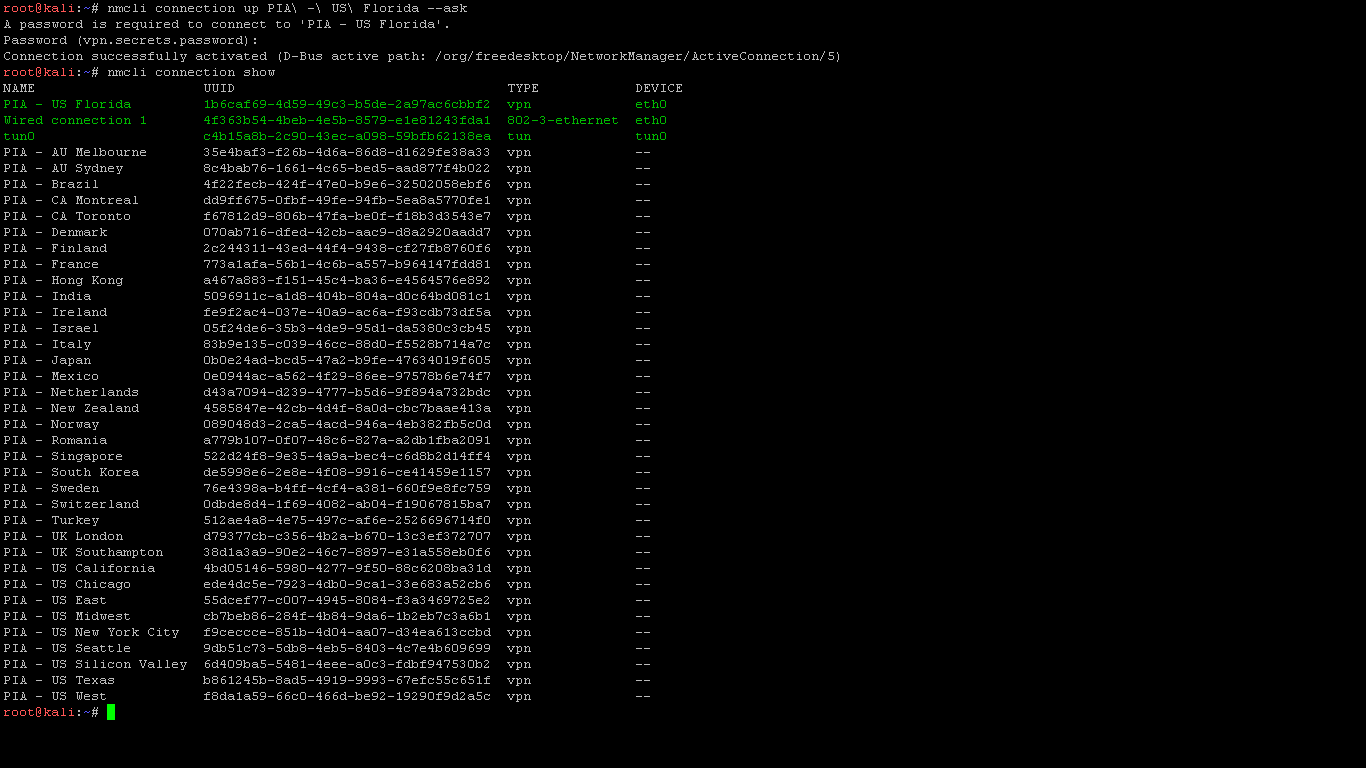 root@kali:~# nmcli connection up PIA\ -\ US\ Florida --ask
A password is required to connect to 'PIA - US Florida'.
Password (vpn.secrets.password):
Connection successfully activated (D-Bus active path: /org/freedesktop/NetworkManager/ActiveConnection/5)
root@kali:~# nmcli connection show
NAME UUID TYPE DEVICE
PIA - US Florida 1b6caf69-4d59-49c3-b5de-2a97ac6cbbf2 vpn eth0
Wired connection 1 4f363b54-4beb-4e5b-8579-e1e81243fda1 802-3-ethernet eth0
tun0 c4b15a8b-2c90-43ec-a098-59bfb62138ea tun tun0
PIA - AU Melbourne 35e4baf3-f26b-4d6a-86d8-d1629fe38a33 vpn --
PIA - AU Sydney 8c4bab76-1661-4c65-bed5-aad877f4b022 vpn --
PIA - Brazil 4f22fecb-424f-47e0-b9e6-32502058ebf6 vpn --
PIA - CA Montreal dd9ff675-0fbf-49fe-94fb-5ea8a5770fe1 vpn --
PIA - CA Toronto f67812d9-806b-47fa-be0f-f18b3d3543e7 vpn --
PIA - Denmark 070ab716-dfed-42cb-aac9-d8a2920aadd7 vpn --
PIA - Finland 2c244311-43ed-44f4-9438-cf27fb8760f6 vpn --
PIA - France 773a1afa-56b1-4c6b-a557-b964147fdd81 vpn --
PIA - Hong Kong a467a883-f151-45c4-ba36-e4564576e892 vpn --
PIA - India 5096911c-a1d8-404b-804a-d0c64bd081c1 vpn --
PIA - Ireland fe9f2ac4-037e-40a9-ac6a-f93cdb73df5a vpn --
PIA - Israel 05f24de6-35b3-4de9-95d1-da5380c3cb45 vpn --
PIA - Italy 83b9e135-c039-46cc-88d0-f5528b714a7c vpn --
PIA - Japan 0b0e24ad-bcd5-47a2-b9fe-47634019f605 vpn --
PIA - Mexico 0e0944ac-a562-4f29-86ee-97578b6e74f7 vpn --
PIA - Netherlands d43a7094-d239-4777-b5d6-9f894a732bdc vpn --
PIA - New Zealand 4585847e-42cb-4d4f-8a0d-cbc7baae413a vpn --
PIA - Norway 089048d3-2ca5-4acd-946a-4eb382fb5c0d vpn --
PIA - Romania a779b107-0f07-48c6-827a-a2db1fba2091 vpn --
PIA - Singapore 522d24f8-9e35-4a9a-bec4-c6d8b2d14ff4 vpn --
PIA - South Korea de5998e6-2e8e-4f08-9916-ce41459e1157 vpn --
PIA - Sweden 76e4398a-b4ff-4cf4-a381-660f9e8fc759 vpn --
PIA - Switzerland 0dbde8d4-1f69-4082-ab04-f19067815ba7 vpn --
PIA - Turkey 512ae4a8-4e75-497c-af6e-2526696714f0 vpn --
PIA - UK London d79377cb-c356-4b2a-b670-13c3ef372707 vpn --
PIA - UK Southampton 38d1a3a9-90e2-46c7-8897-e31a558eb0f6 vpn --
PIA - US California 4bd05146-5980-4277-9f50-88c6208ba31d vpn --
PIA - US Chicago ede4dc5e-7923-4db0-9ca1-33e683a52cb6 vpn --
PIA - US East 55dcef77-c007-4945-8084-f3a3469725e2 vpn --
PIA - US Midwest cb7beb86-284f-4b84-9da6-1b2eb7c3a6b1 vpn --
PIA - US New York City f9ceccce-851b-4d04-aa07-d34ea613ccbd vpn --
PIA - US Seattle 9db51c73-5db8-4eb5-8403-4c7e4b609699 vpn --
PIA - US Silicon Valley 6d409ba5-5481-4eee-a0c3-fdbf947530b2 vpn --
PIA - US Texas b861245b-8ad5-4919-9993-67efc55c651f vpn --
PIA - US West f8da1a59-66c0-466d-be92-19290f9d2a5c vpn --
root@kali:~#